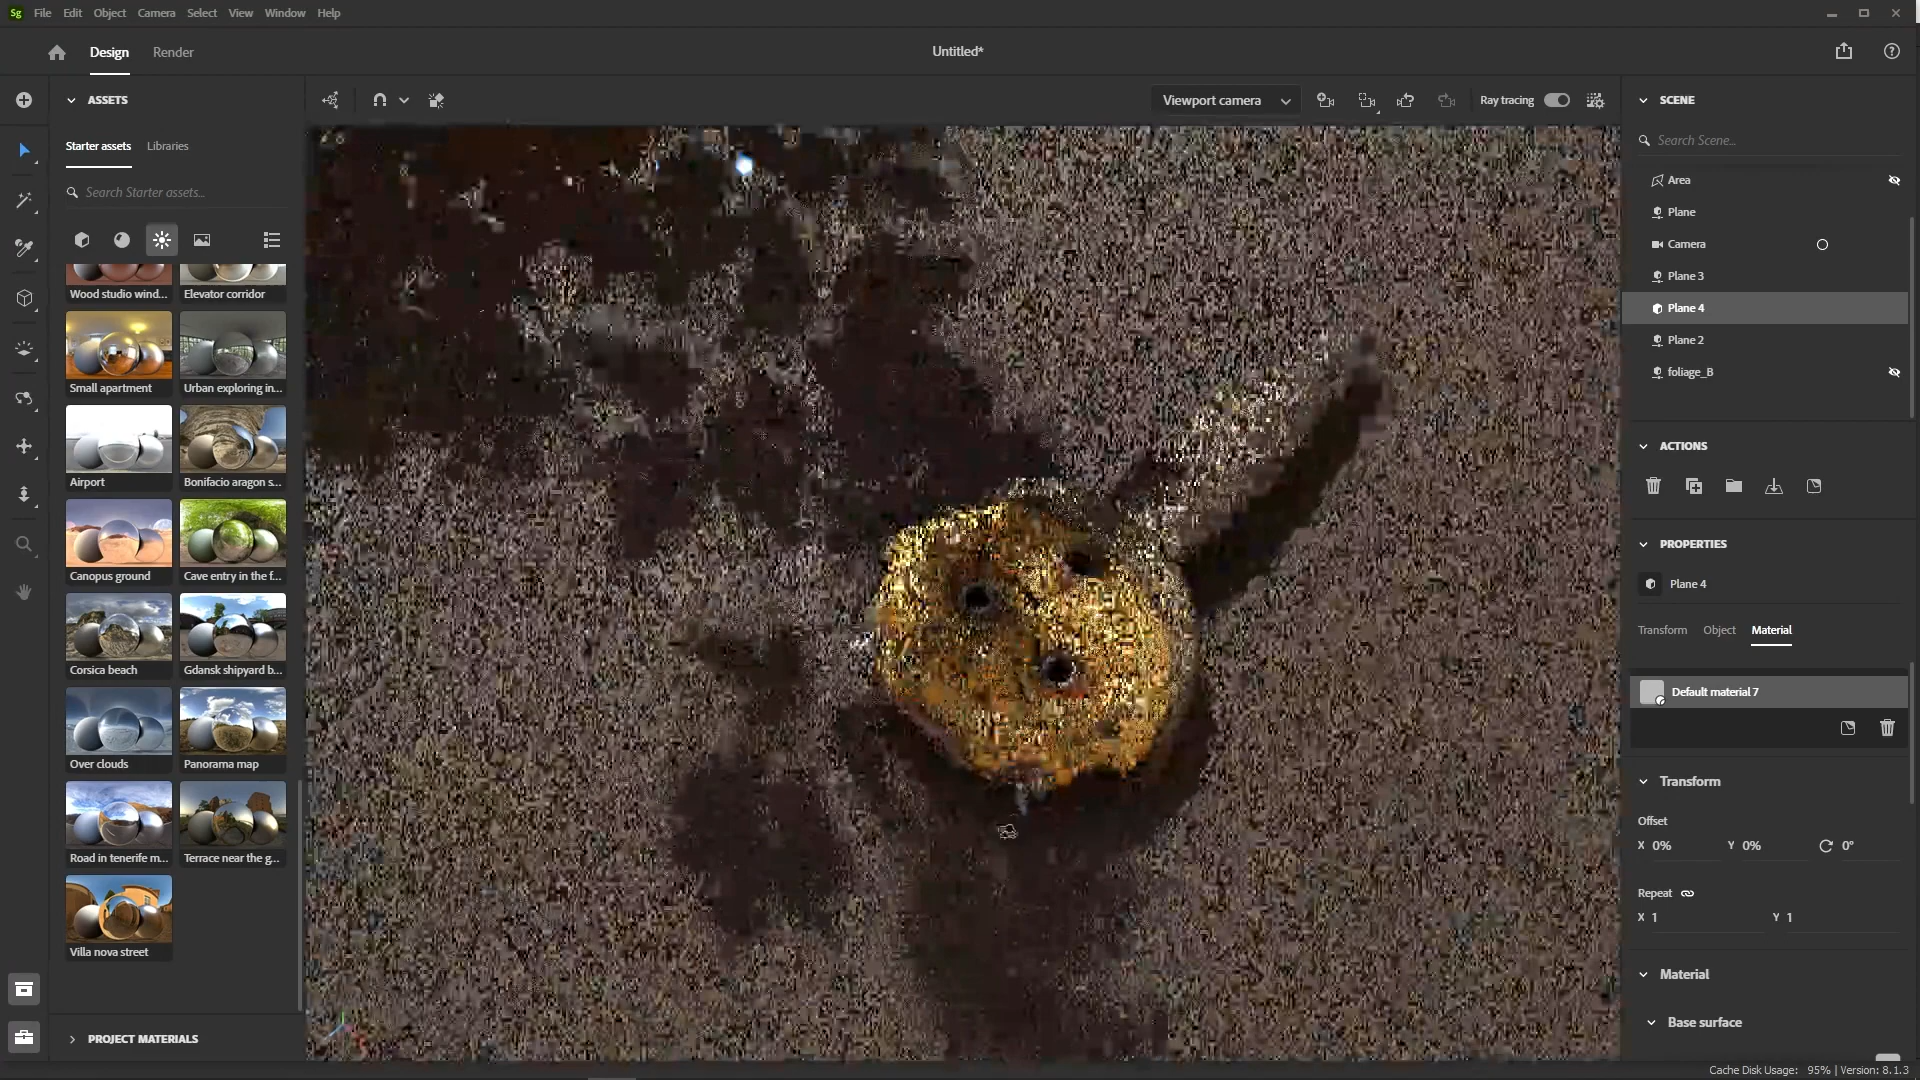 Sg File Edit Object Camera Select View Window Help
Design Render
Untitled*
ASSETS
Viewport camera
Ray tracing
SCENE
Starter assets Libraries
Search Starter assets...
Search Scene...
Area
Plane
Camera
Plane 3
Plane 4
Plane 2
foliage_B
Wood studio wind... Elevator corridor
Small apartment Urban exploring in...
Airport Bonifacio aragon s...
Canopus ground Cave entry in the f...
Corsica beach Gdansk shipyard b...
Over clouds Panorama map
Road in tenerife m... Terrace near the g...
Villa nova street
PROJECT MATERIALS
ACTIONS
PROPERTIES
Plane 4
Transform Object Material
Default material 7
Transform
Offset
X 0% Y 0% 0°
Repeat
X 1 Y 1
Material
Base surface
Cache Disk Usage: 95% | Version: 8.1.3